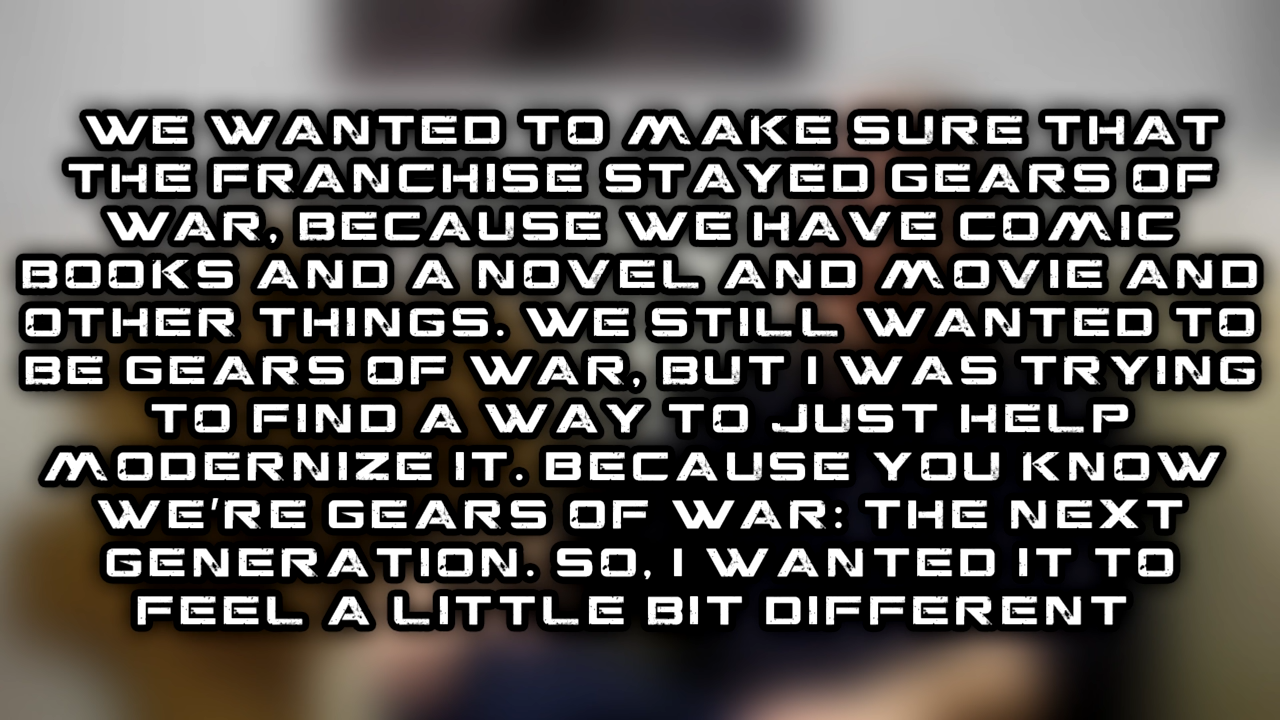 WE WANTED TO MAKE SURE THAT
THE FRANCHISE STAYED GEARS OF
WAR, BECAUSE WE HAVE COMIC
BOOKS AND A NOVEL AND MOVIE AND
OTHER THINGS. WE STILL WANTED TO
BE GEARS OF WAR, BUT I WAS TRYING
TO FIND A WAY TO JUST HELP
MODERNIZE IT. BECAUSE YOU KNOW
WE'RE GEARS OF WAR: THE NEXT
GENERATION. SO, I WANTED IT TO
FEEL A LITTLE BIT DIFFERENT